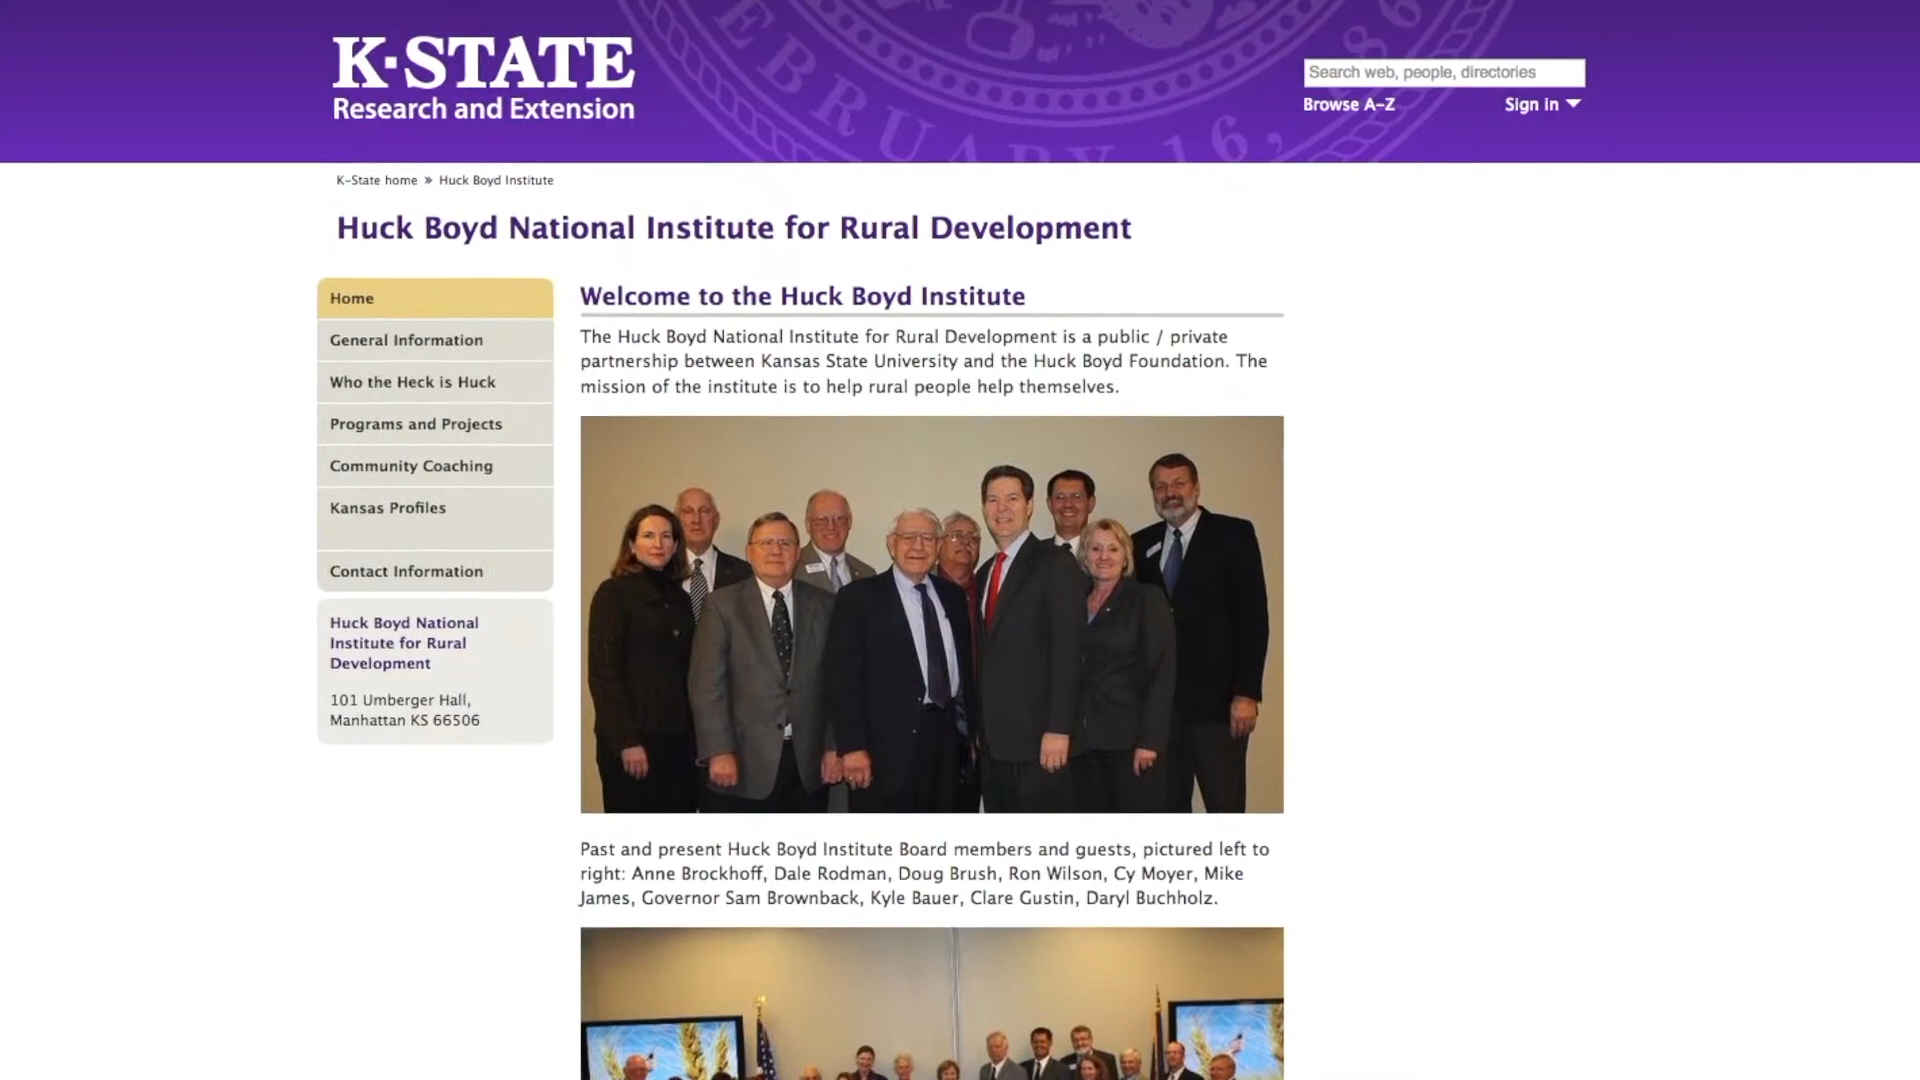 K-STATE
Research and Extension
EBRUARY 16, 186
Search web, people, directories
Browse A-Z
Sign in
K-State home » Huck Boyd Institute
Huck Boyd National Institute for Rural Development
Home
General Information
Who the Heck is Huck
Programs and Projects
Community Coaching
Kansas Profiles
Contact Information
Huck Boyd National
Institute for Rural
Development
101 Umberger Hall,
Manhattan KS 66506
Welcome to the Huck Boyd Institute
The Huck Boyd National Institute for Rural Development is a public / private
partnership between Kansas State University and the Huck Boyd Foundation. The
mission of the institute is to help rural people help themselves.
Past and present Huck Boyd Institute Board members and guests, pictured left to
right: Anne Brockhoff, Dale Rodman, Doug Brush, Ron Wilson, Cy Moyer, Mike
James, Governor Sam Brownback, Kyle Bauer, Clare Gustin, Daryl Buchholz.